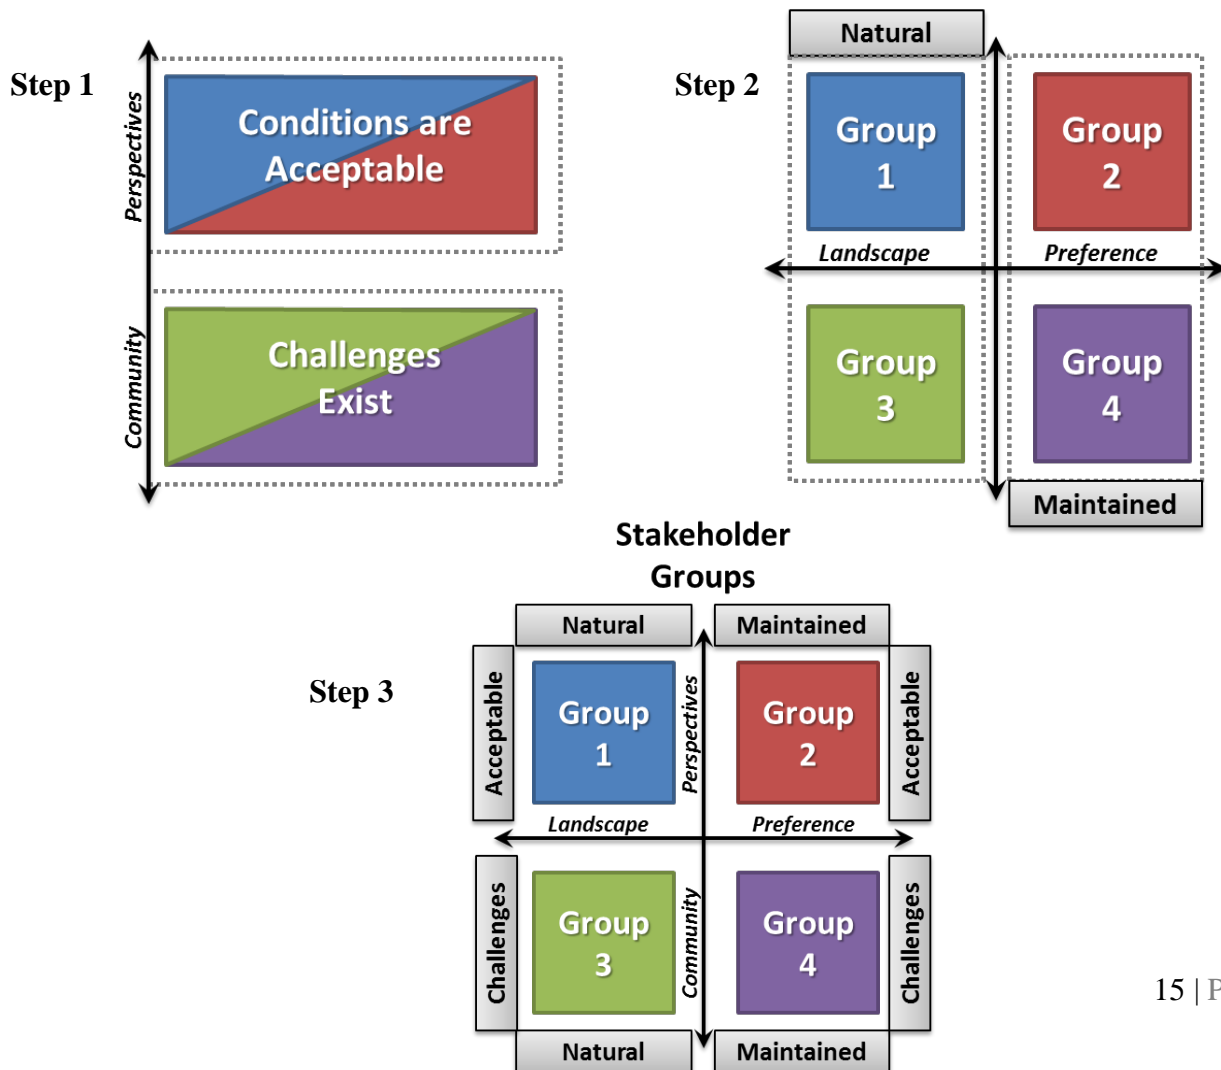 Step 1
Perspectives
Community
Conditions are
Acceptable
Challenges
Exist
Step 2
Natural
Group
1
Group
2
Landscape
Preference
Group
3
Group
4
Maintained
Stakeholder
Groups
Step 3
Natural
Maintained
Acceptable
Group
1
Perspectives
Group
2
Acceptable
Landscape
Preference
Challenges
Group
3
Community
Group
4
Challenges
Natural
Maintained
15 | P